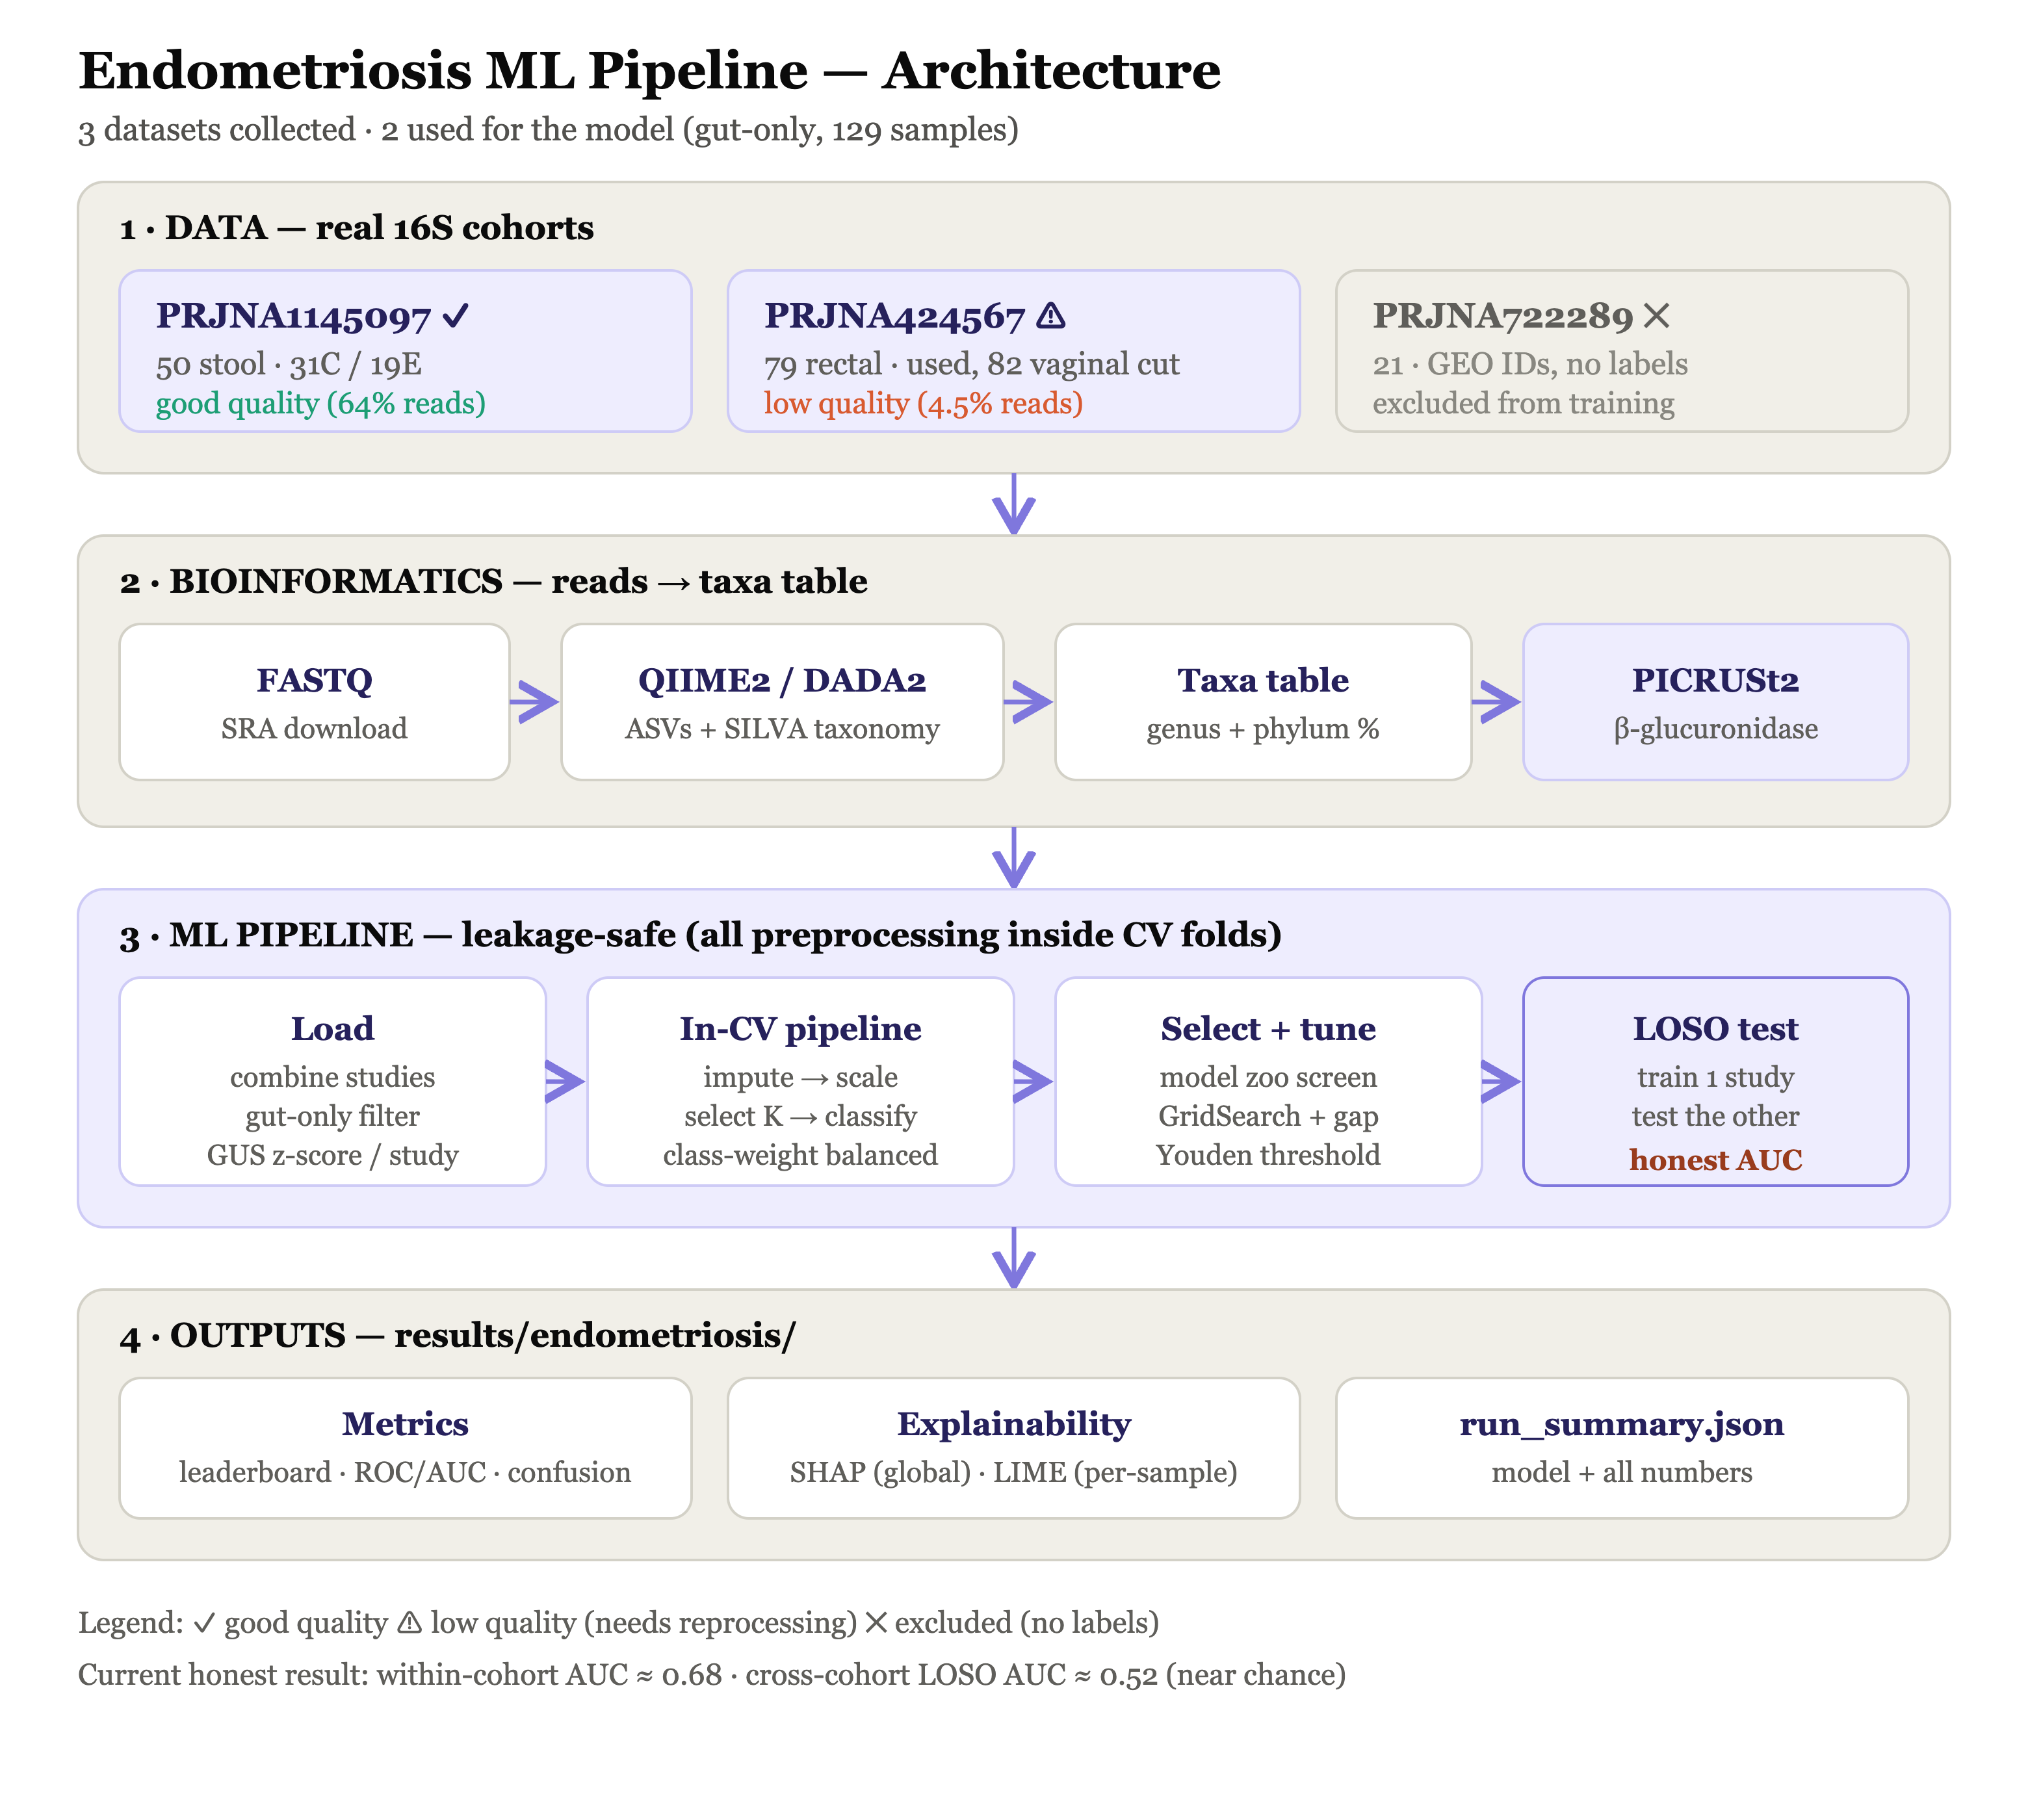 Endometriosis ML Pipeline — Architecture
3 datasets collected · 2 used for the model (gut-only, 129 samples)
1 · DATA — real 16S cohorts
PRJNA1145097 ✓
50 stool · 31C / 19E
good quality (64% reads)
PRJNA424567 ⚠
79 rectal · used, 82 vaginal cut
low quality (4.5% reads)
PRJNA722289 ✕
21 · GEO IDs, no labels
excluded from training
2 · BIOINFORMATICS — reads → taxa table
FASTQ
SRA download
QIIME2 / DADA2
ASVs + SILVA taxonomy
Taxa table
genus + phylum %
PICRUSt2
β-glucuronidase
3 · ML PIPELINE — leakage-safe (all preprocessing inside CV folds)
Load
combine studies
gut-only filter
GUS z-score / study
In-CV pipeline
impute → scale
select K → classify
class-weight balanced
Select + tune
model zoo screen
GridSearch + gap
Youden threshold
LOSO test
train 1 study
test the other
honest AUC
4 · OUTPUTS — results/endometriosis/
Metrics
leaderboard · ROC/AUC · confusion
Explainability
SHAP (global) · LIME (per-sample)
run_summary.json
model + all numbers
Legend: ✓ good quality ⚠ low quality (needs reprocessing) ✕ excluded (no labels)
Current honest result: within-cohort AUC ≈ 0.68 · cross-cohort LOSO AUC ≈ 0.52 (near chance)